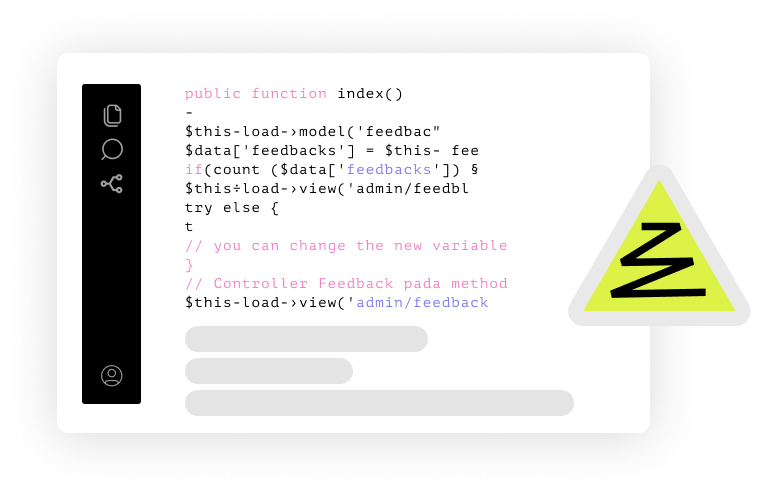 public function index()
-
$this-load-›model('feedbac"
$data['feedbacks'] = $this- fee
if(count ($data['feedbacks']) §
$this÷load-›view('admin/feedbl
try else {
t
// you can change the new variable
}
// Controller Feedback pada method
$this-load-›view('admin/feedback